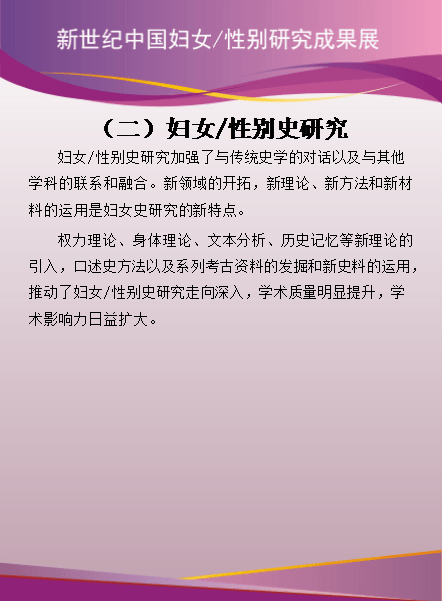 新世纪中国妇女/性别研究成果展
（二）妇女/性别史研究
妇女/性别史研究加强了与传统史学的对话以及与其他
学科的联系和融合。新领域的开拓，新理论、新方法和新材
料的运用是妇女史研究的新特点。
权力理论、身体理论、文本分析、历史记忆等新理论的
引入，口述史方法以及系列考古资料的发掘和新史料的运用，
推动了妇女/性别史研究走向深入，学术质量明显提升，学
术影响力日益扩大。